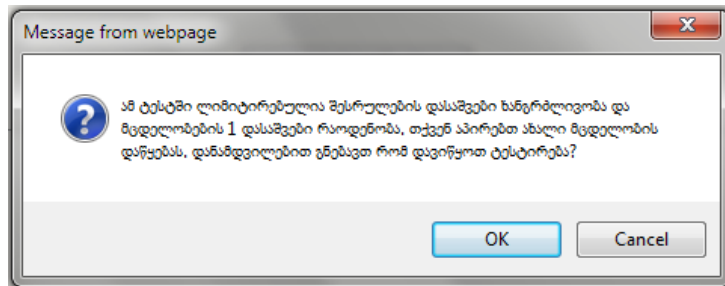 Message from webpage
ამ ტესტში ლიმიტირებულია შესრულების დასაშვები ხანგრძლივობა და
მცდელობების 1 დასაშვები რაოდენობა, თქვენ აპირებთ ახალი მცდელობის
დაწყებას, დანამდვილებით გნებავთ რომ დავიწყოთ ტესტირება?
OK
Cancel